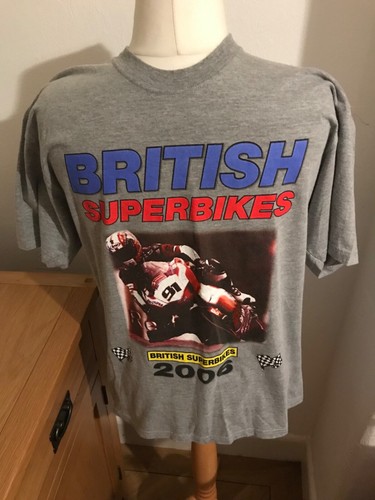 BRITISH
SUPERBIKES
91
BRITISH SUPERBIKES
2006